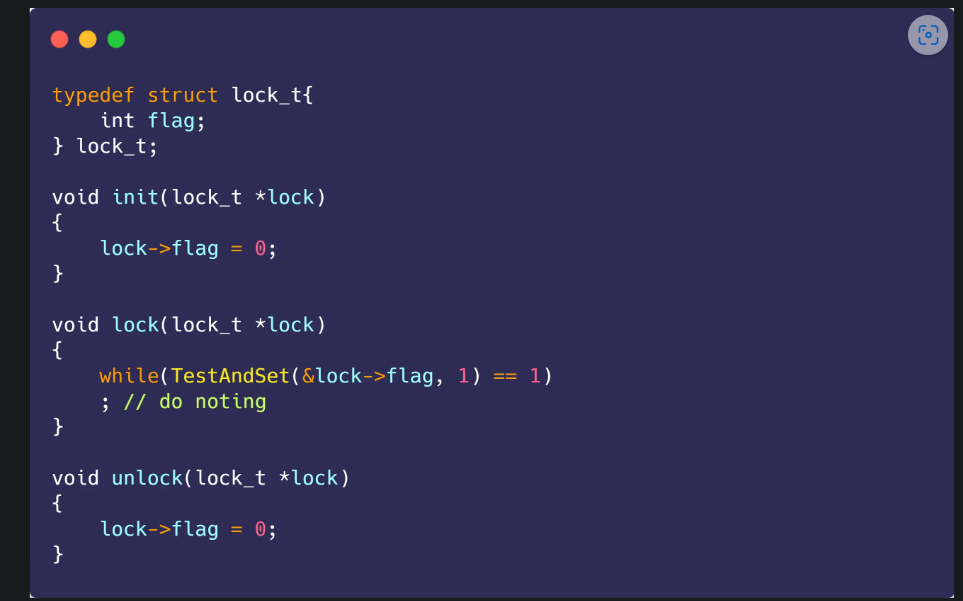 typedef struct lock_t{
    int flag;
} lock_t;

void init(lock_t *lock)
{
    lock->flag = 0;
}

void lock(lock_t *lock)
{
    while(TestAndSet(&lock->flag, 1) == 1)
    ; // do noting
}

void unlock(lock_t *lock)
{
    lock->flag = 0;
}